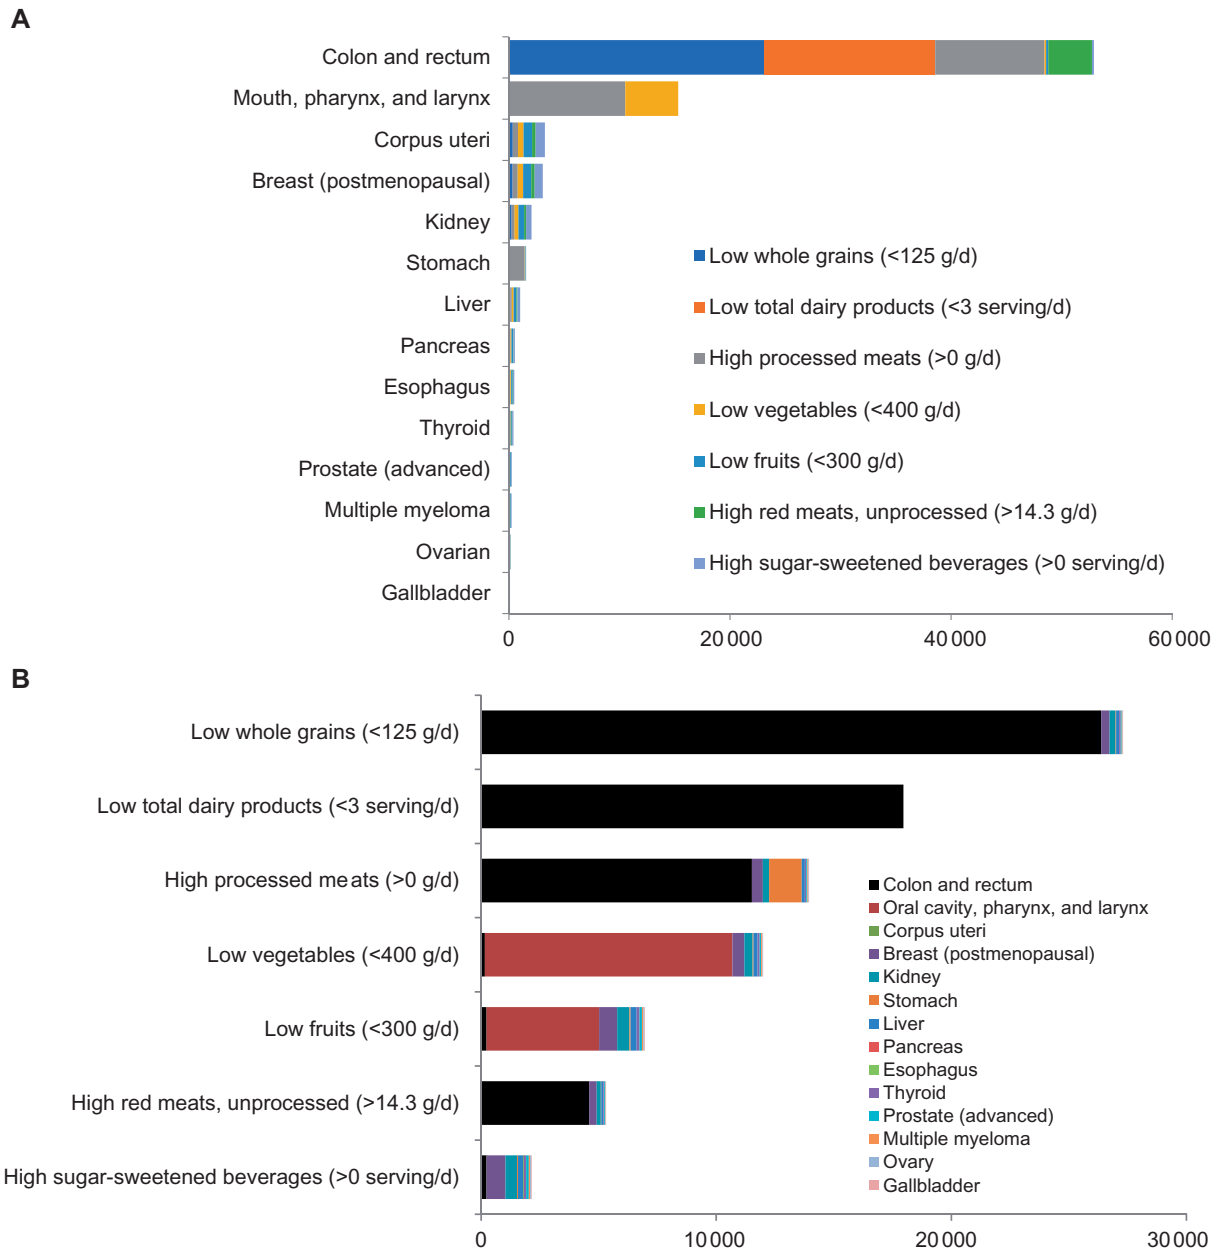 A
Colon and rectum
Mouth, pharynx, and larynx
Corpus uteri
Breast (postmenopausal)
Kidney
Stomach
Liver
Pancreas
Esophagus
Thyroid
Prostate (advanced)
Multiple myeloma
Ovarian
Gallbladder
Low whole grains (<125 g/d)
Low total dairy products (<3 serving/d)
High processed meats (>0 g/d)
Low vegetables (<400 g/d)
Low fruits (<300 g/d)
High red meats, unprocessed (>14.3 g/d)
High sugar-sweetened beverages (>0 serving/d)
0 20 000 40 000 60 000
B
Low whole grains (<125 g/d)
Low total dairy products (<3 serving/d)
High processed meats (>0 g/d)
Low vegetables (<400 g/d)
Low fruits (<300 g/d)
High red meats, unprocessed (>14.3 g/d)
High sugar-sweetened beverages (>0 serving/d)
Colon and rectum
Oral cavity, pharynx, and larynx
Corpus uteri
Breast (postmenopausal)
Kidney
Stomach
Liver
Pancreas
Esophagus
Thyroid
Prostate (advanced)
Multiple myeloma
Ovary
Gallbladder
0 10 000 20 000 30 000